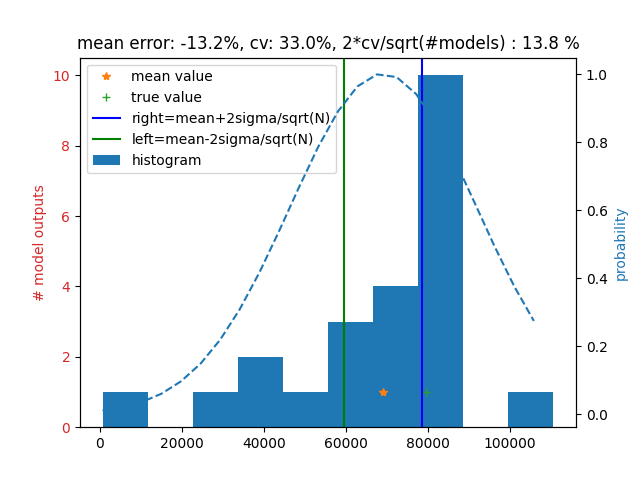 mean error: -13.2%, cv: 33.0%, 2*cv/sqrt(#models) : 13.8 %
mean value
true value
right=mean+2sigma/sqrt(N)
left=mean-2sigma/sqrt(N)
histogram
# model outputs
10
8
6
4
2
0
1.0
0.8
0.6
0.4
0.2
0.0
probability
0 20000 40000 60000 80000 100000